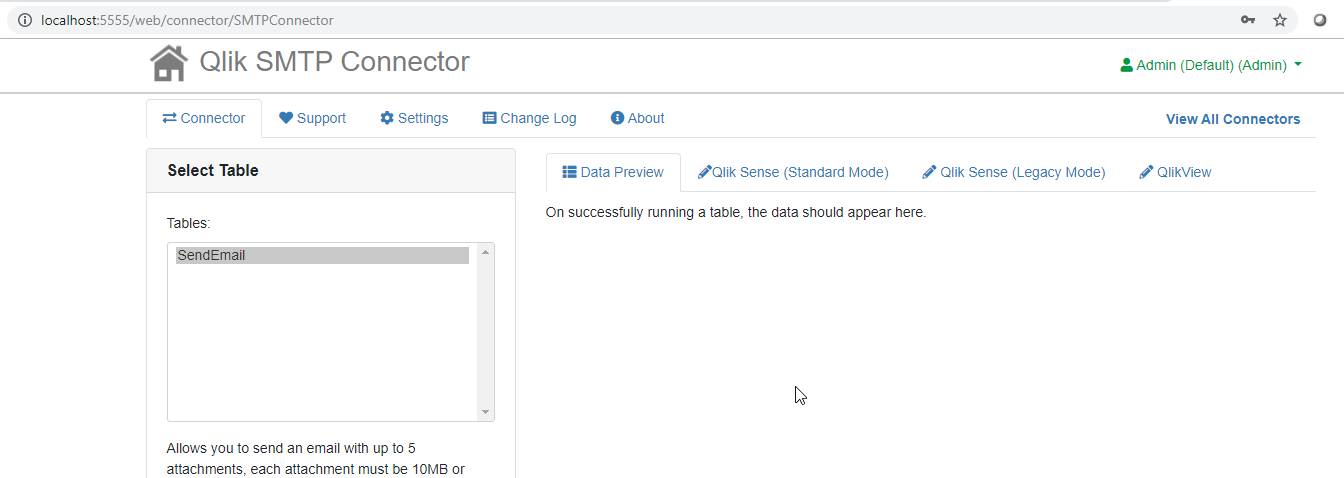 localhost:5555/web/connector/SMTPConnector
Qlik SMTP Connector
Admin (Default) (Admin)
Connector
Support
Settings
Change Log
About
View All Connectors
Select Table
Tables:
SendEmail
Allows you to send an email with up to 5
attachments, each attachment must be 10MB or
Data Preview
Qlik Sense (Standard Mode)
Qlik Sense (Legacy Mode)
QlikView
On successfully running a table, the data should appear here.